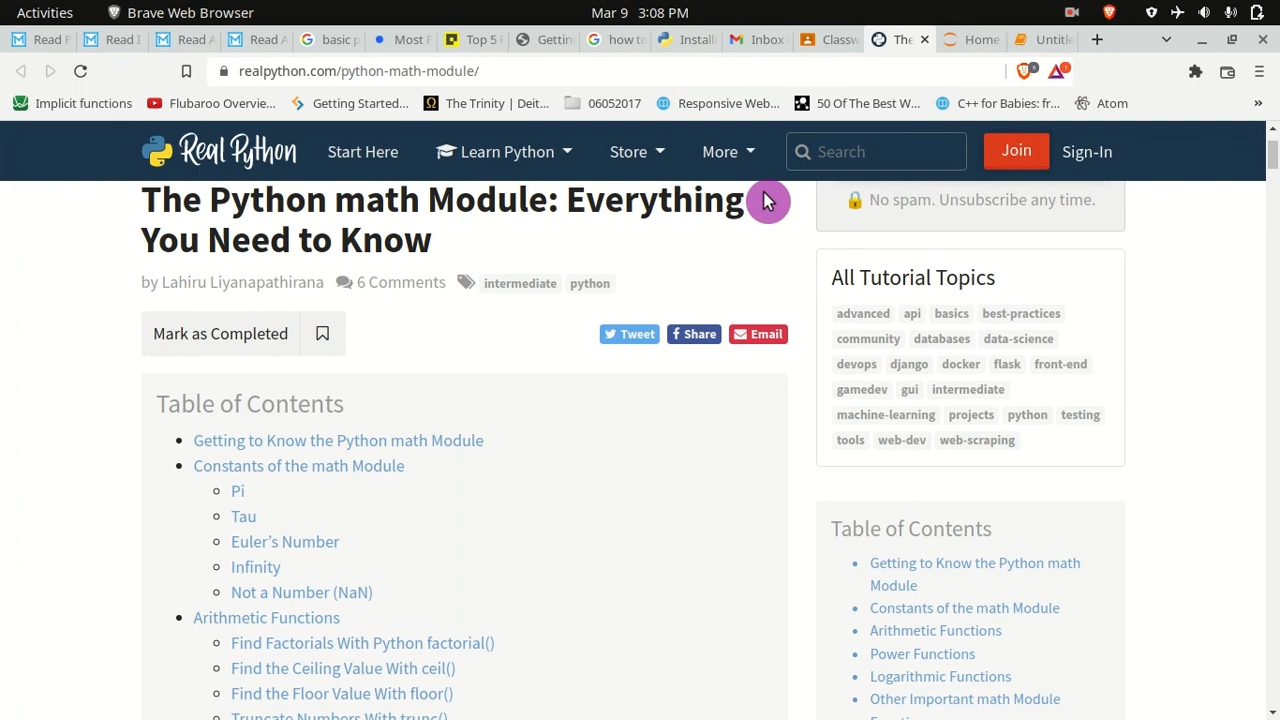 Activities Brave Web Browser Mar 9 3:08 PM
Read P Read I Read A Read A basic p Most P Top 5 F Gettin how to Installi Inbox Classw The Home Untitle
realpython.com/python-math-module/
Implicit functions Flubaroo Overvie... Getting Started... The Trinity | Deit... 06052017 Responsive Web... 50 Of The Best W... C++ for Babies: fr... Atom »
Real Python Start Here Learn Python Store More Search Join Sign-In
The Python math Module: Everything
You Need to Know
by Lahiru Liyanapathirana 6 Comments intermediate python
Mark as Completed
Tweet Share Email
Table of Contents
Getting to Know the Python math Module
Constants of the math Module
Pi
Tau
Euler's Number
Infinity
Not a Number (NaN)
Arithmetic Functions
Find Factorials With Python factorial()
Find the Ceiling Value With ceil()
Find the Floor Value With floor()
Truncate Numbers With trunc()
No spam. Unsubscribe any time.
All Tutorial Topics
advanced api basics best-practices
community databases data-science
devops django docker flask front-end
gamedev gui intermediate
machine-learning projects python testing
tools web-dev web-scraping
Table of Contents
Getting to Know the Python math
Module
Constants of the math Module
Arithmetic Functions
Power Functions
Logarithmic Functions
Other Important math Module